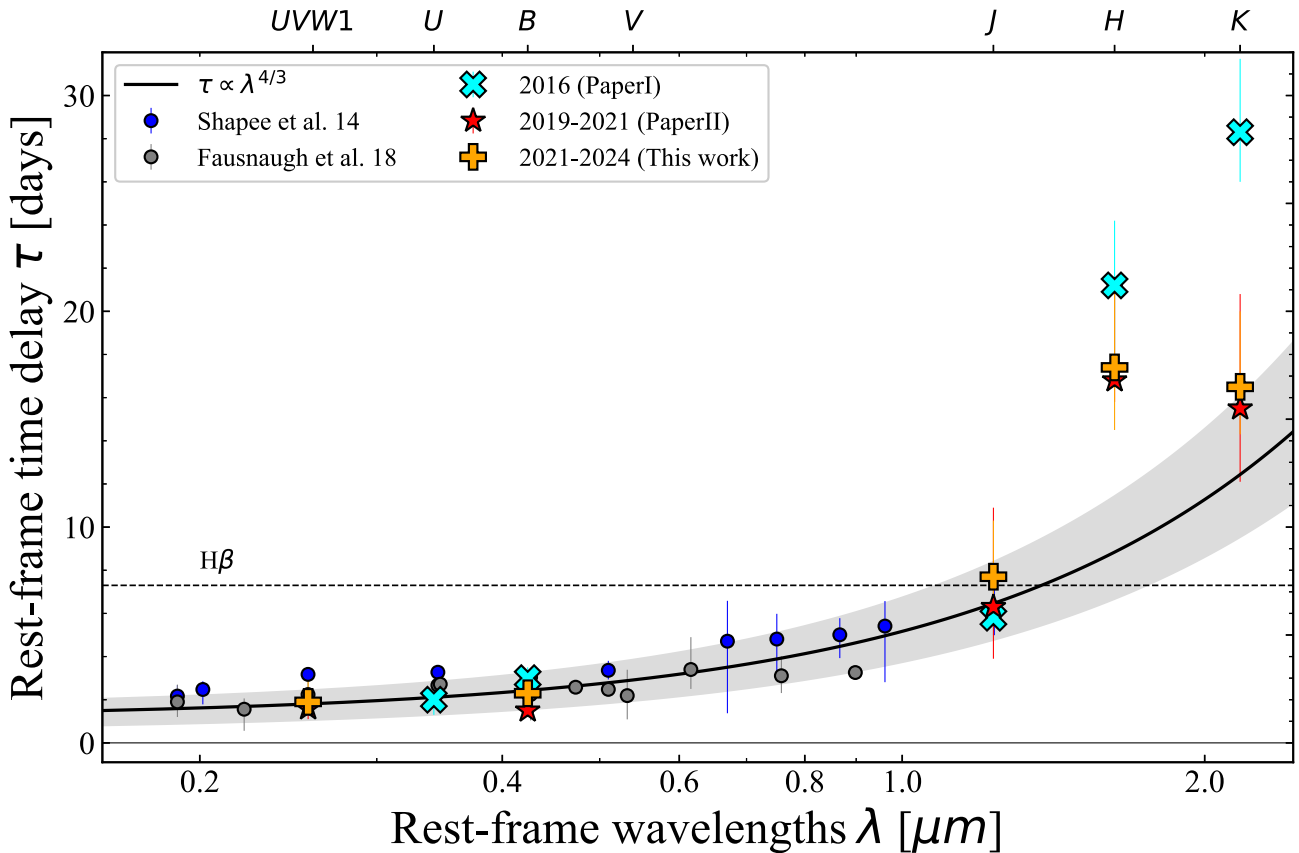 UVW1 U B V J H K
τ ∝ λ^{4/3}
Shapee et al. 14
Fausnaugh et al. 18
2016 (PaperI)
2019-2021 (PaperII)
2021-2024 (This work)
30
20
10
0
Hβ
Rest-frame time delay τ [days]
0.2 0.4 0.6 0.8 1.0 2.0
Rest-frame wavelengths λ [μm]